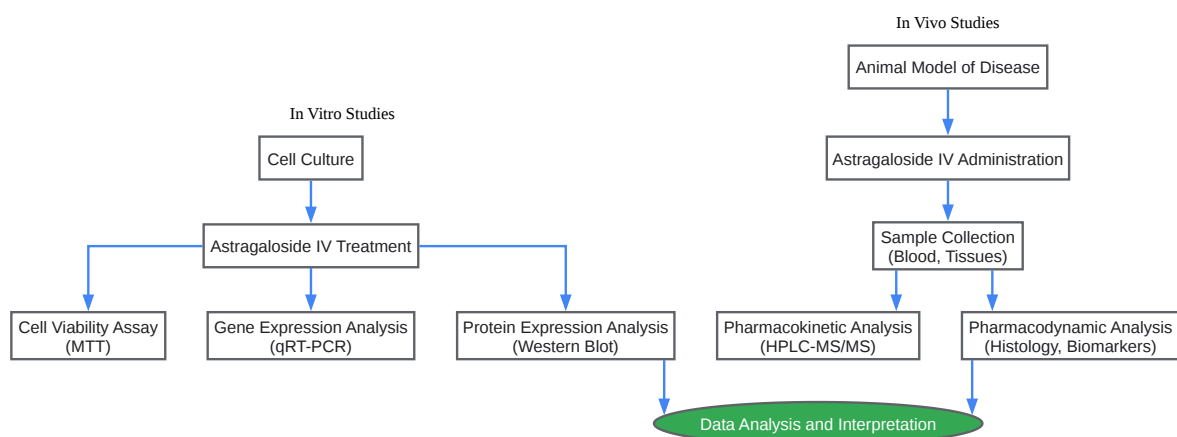 In Vitro Studies
Cell Culture
Astragaloside IV Treatment
Cell Viability Assay
(MTT)
Gene Expression Analysis
(qRT-PCR)
Protein Expression Analysis
(Western Blot)
In Vivo Studies
Animal Model of Disease
Astragaloside IV Administration
Sample Collection
(Blood, Tissues)
Pharmacokinetic Analysis
(HPLC-MS/MS)
Pharmacodynamic Analysis
(Histology, Biomarkers)
Data Analysis and Interpretation